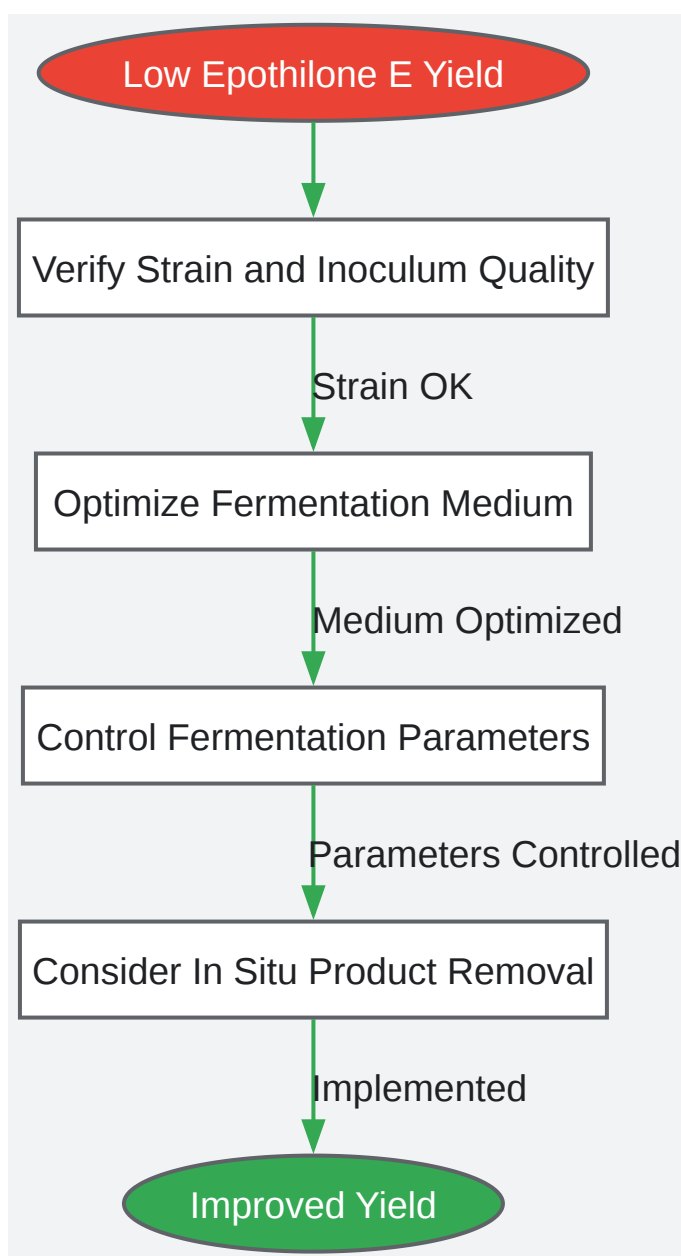 Low Epothilone E Yield
Verify Strain and Inoculum Quality
Strain OK
Optimize Fermentation Medium
Medium Optimized
Control Fermentation Parameters
Parameters Controlled
Consider In Situ Product Removal
Implemented
Improved Yield